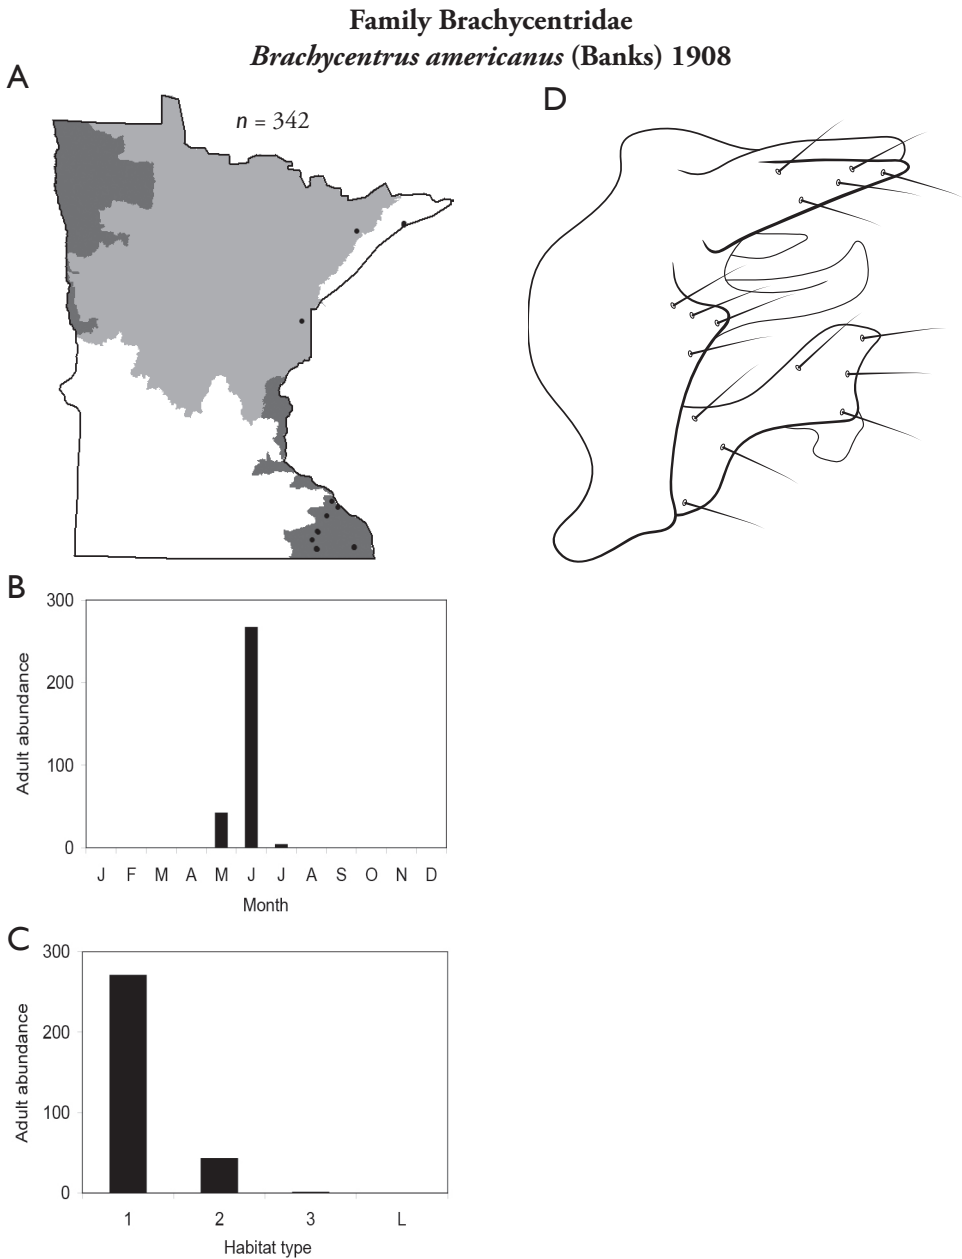 Family Brachycentridae
Brachycentrus americanus (Banks) 1908
A
n = 342
D
B
300
200
100
0
Adult abundance
J F M A M J J A S O N D
Month
C
300
200
100
0
Adult abundance
1 2 3 L
Habitat type